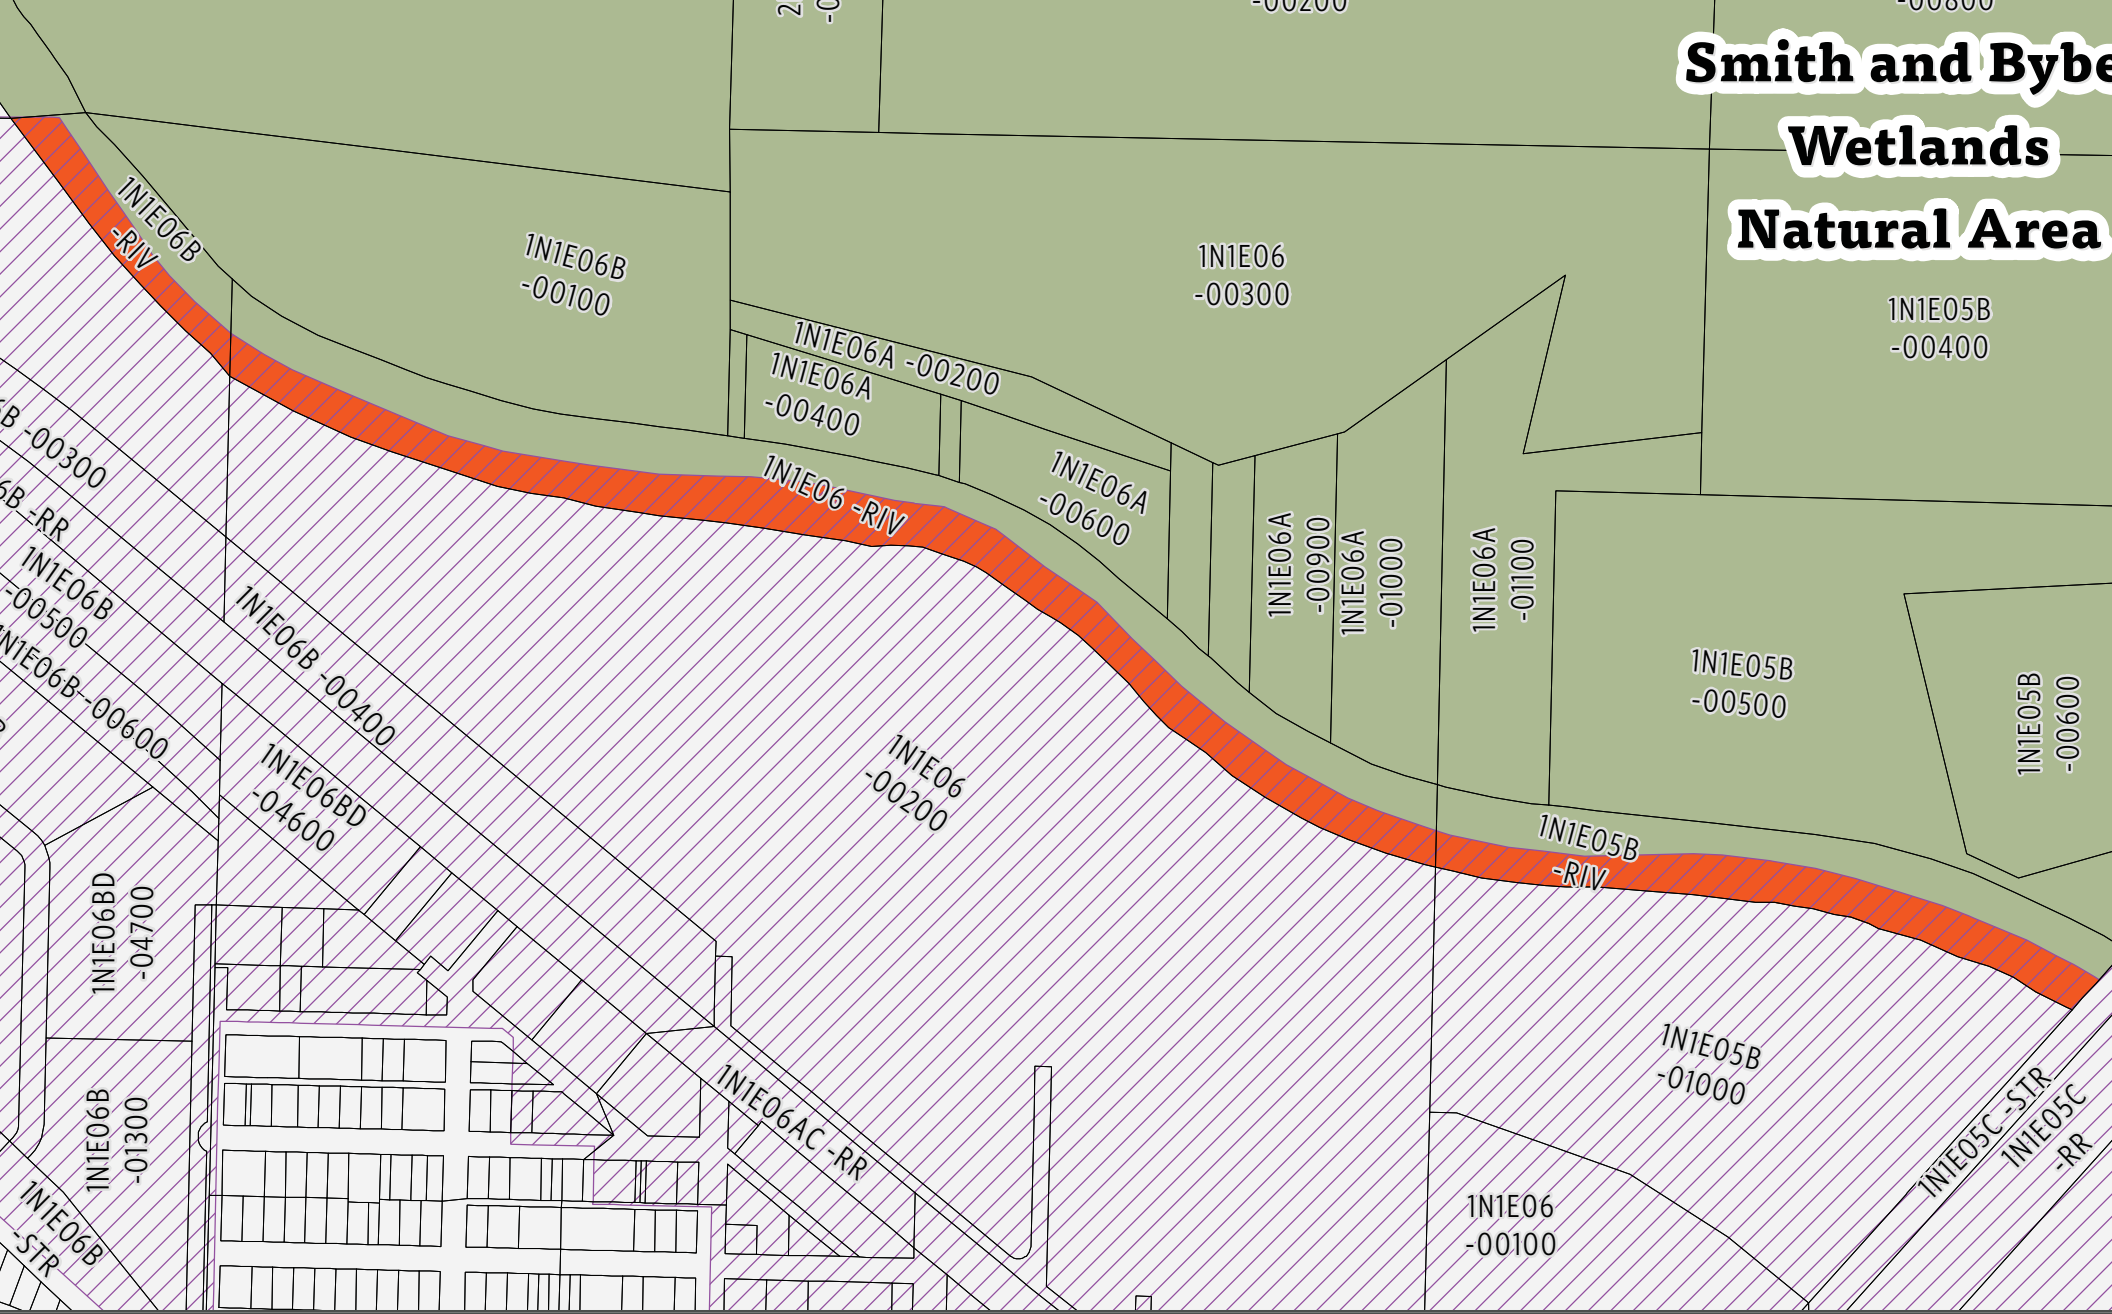 -00200
-00800
Smith and Bybe
Wetlands
Natural Area
1N1E06B
-RIV
1N1E06B
-00100
1N1E06
-00300
1N1E05B
-00400
1N1E06A -00200
1N1E06A
-00400
6B -00300
1N1E06 -RIV
1N1E06A
-00600
6B -RR
1N1E06A
-00900
1N1E06A
-01000
1N1E06A
-01100
1N1E06B
-00500
1N1E06B -00600
1N1E06B -00400
1N1E05B
-00500
1N1E05B
-00600
1N1E06BD
-04600
1N1E06
-00200
1N1E05B
-RIV
1N1E06BD
-04700
1N1E05B
-01000
1N1E06B
-01300
1N1E06AC -RR
1N1E05C -STR
1N1E05C
-RR
1N1E06B
-STR
1N1E06
-00100